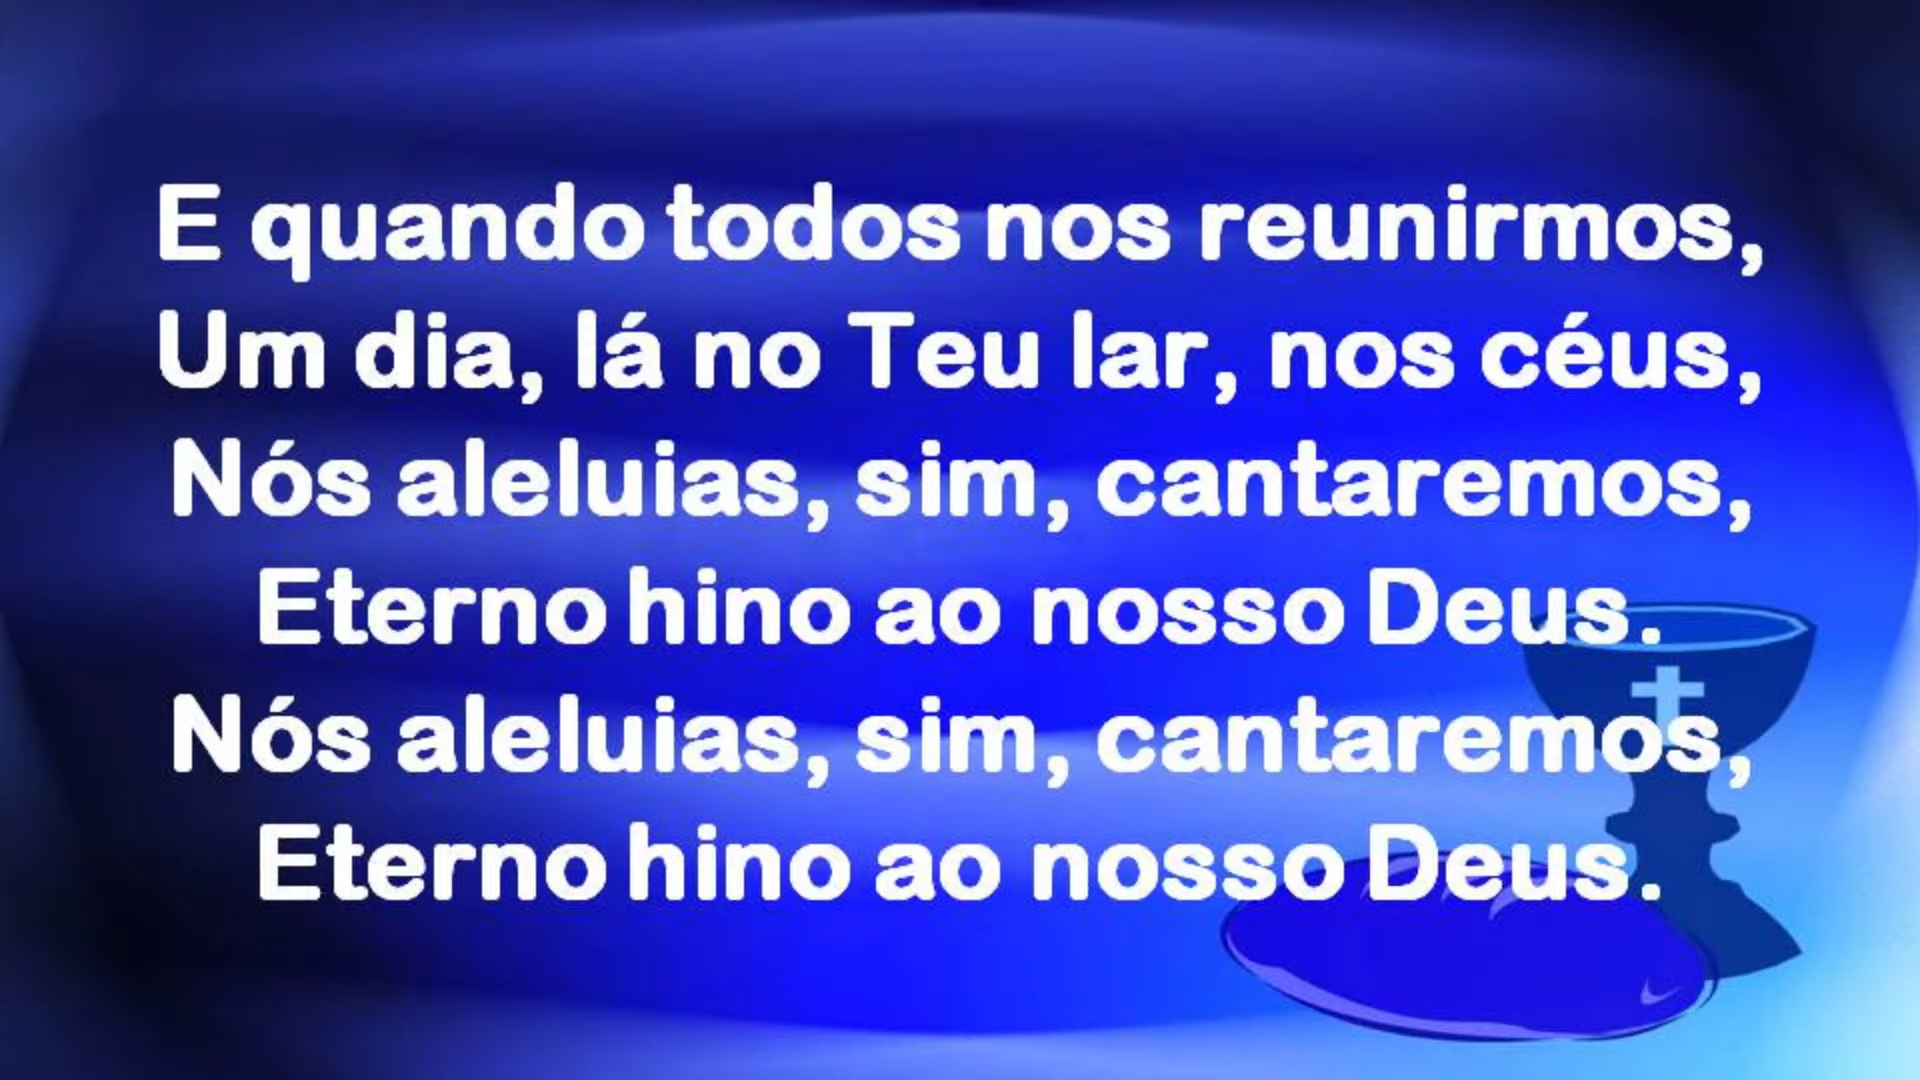 E quando todos nos reunirmos,
Um dia, lá no Teu lar, nos céus,
Nós aleluias, sim, cantaremos,
Eterno hino ao nosso Deus.
Nós aleluias, sim, cantaremos,
Eterno hino ao nosso Deus.